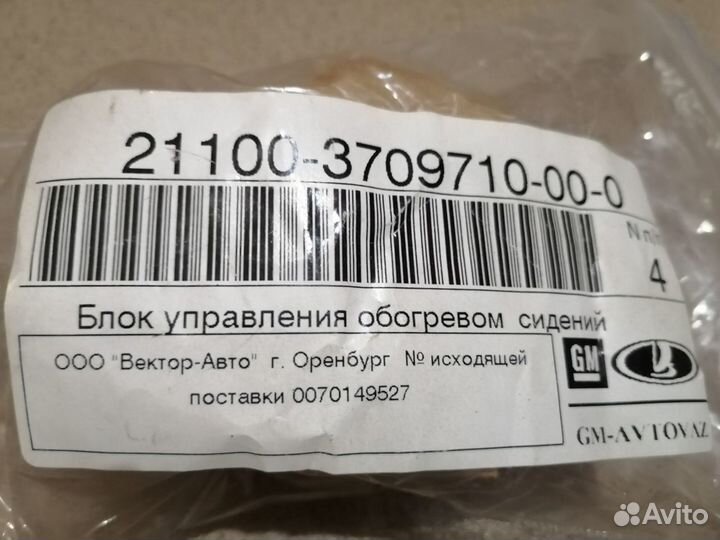 21100-3709710-00-0
N п/п
4
Блок управления обогревом сидений
ООО "Вектор-Авто" г. Оренбург № исходящей
поставки 0070149527
GM
GM-AVTOVAZ
Avito